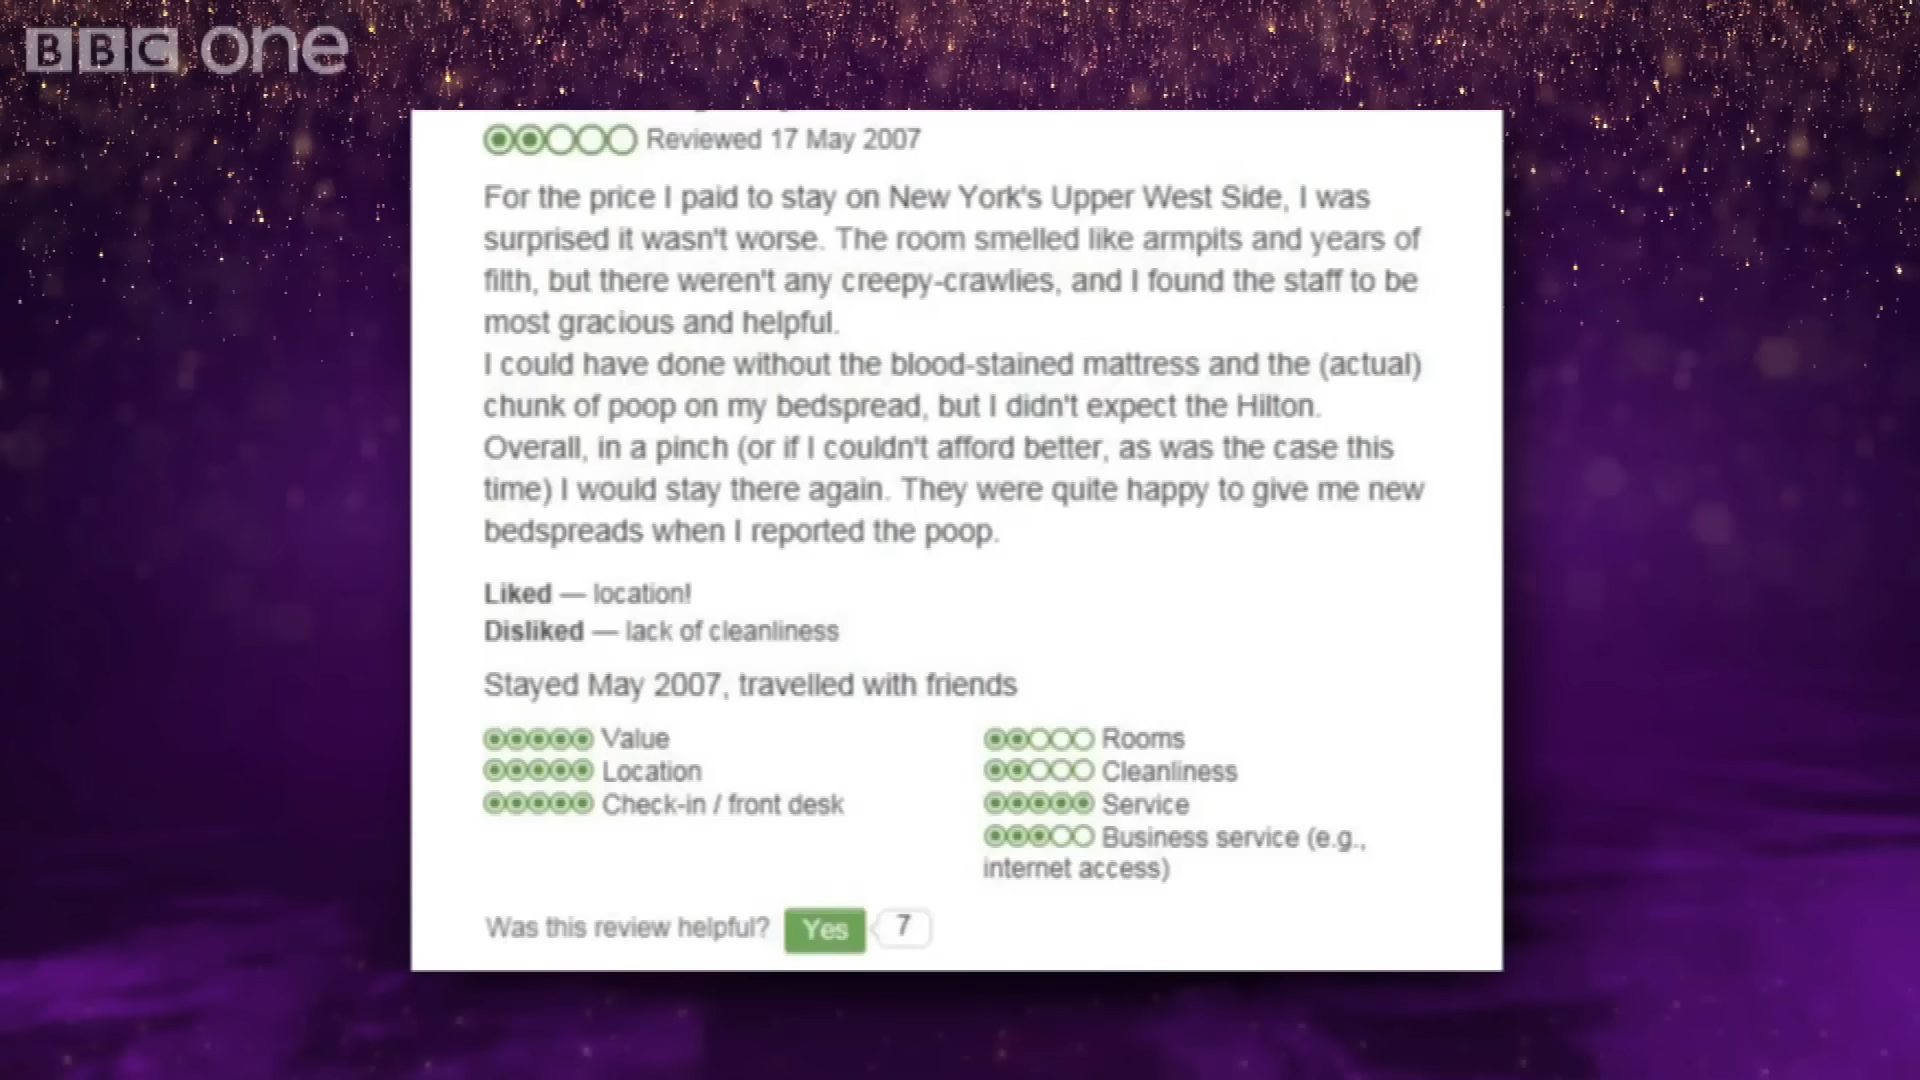 BBC one
Reviewed 17 May 2007
For the price I paid to stay on New York's Upper West Side, I was
surprised it wasn't worse. The room smelled like armpits and years of
filth, but there weren't any creepy-crawlies, and I found the staff to be
most gracious and helpful.
I could have done without the blood-stained mattress and the (actual)
chunk of poop on my bedspread, but I didn't expect the Hilton.
Overall, in a pinch (or if I couldn't afford better, as was the case this
time) I would stay there again. They were quite happy to give me new
bedspreads when I reported the poop.
Liked — location!
Disliked — lack of cleanliness
Stayed May 2007, travelled with friends
Value
Location
Check-in / front desk
Rooms
Cleanliness
Service
Business service (e.g.,
internet access)
Was this review helpful? Yes 7